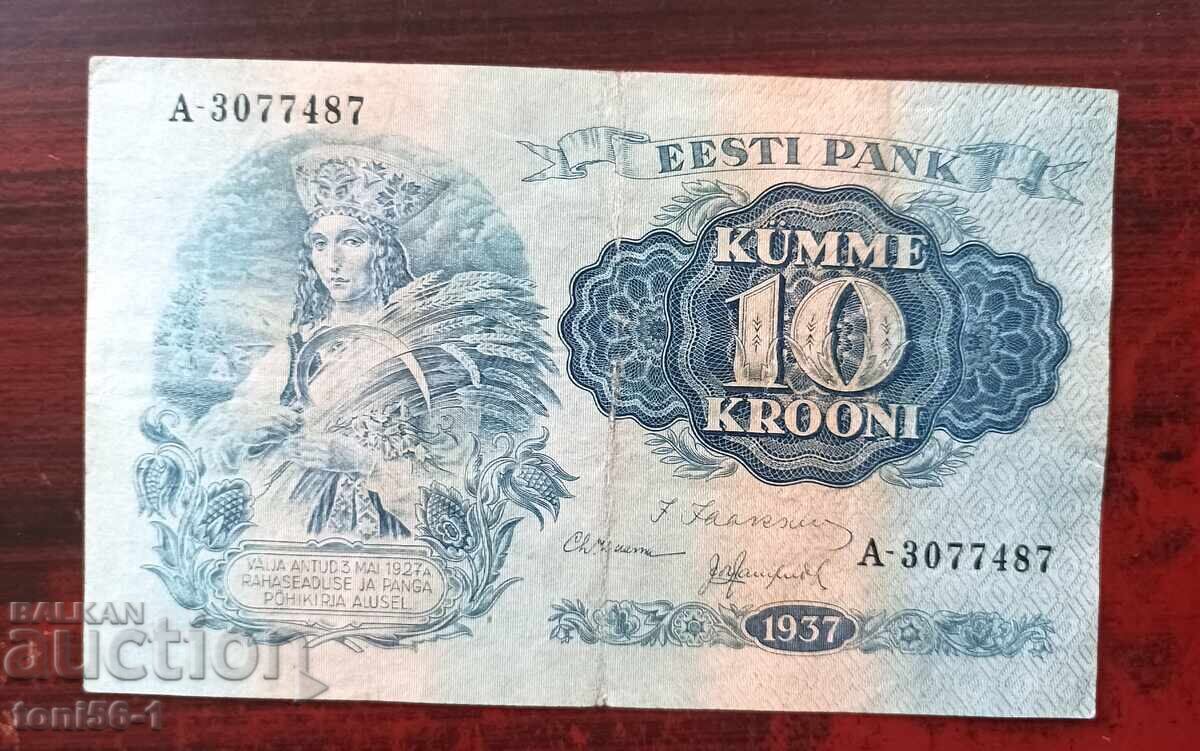 A-3077487
EESTI PANK
KÜMME
10
KROONI
A-3077487
VÄLJA ANTUD 3. MAI 1927.A
RAHASEADUSE JA PANGA
PÕHIKIRJA ALUSEL.
1937
BALKAN
auction
toni56-1